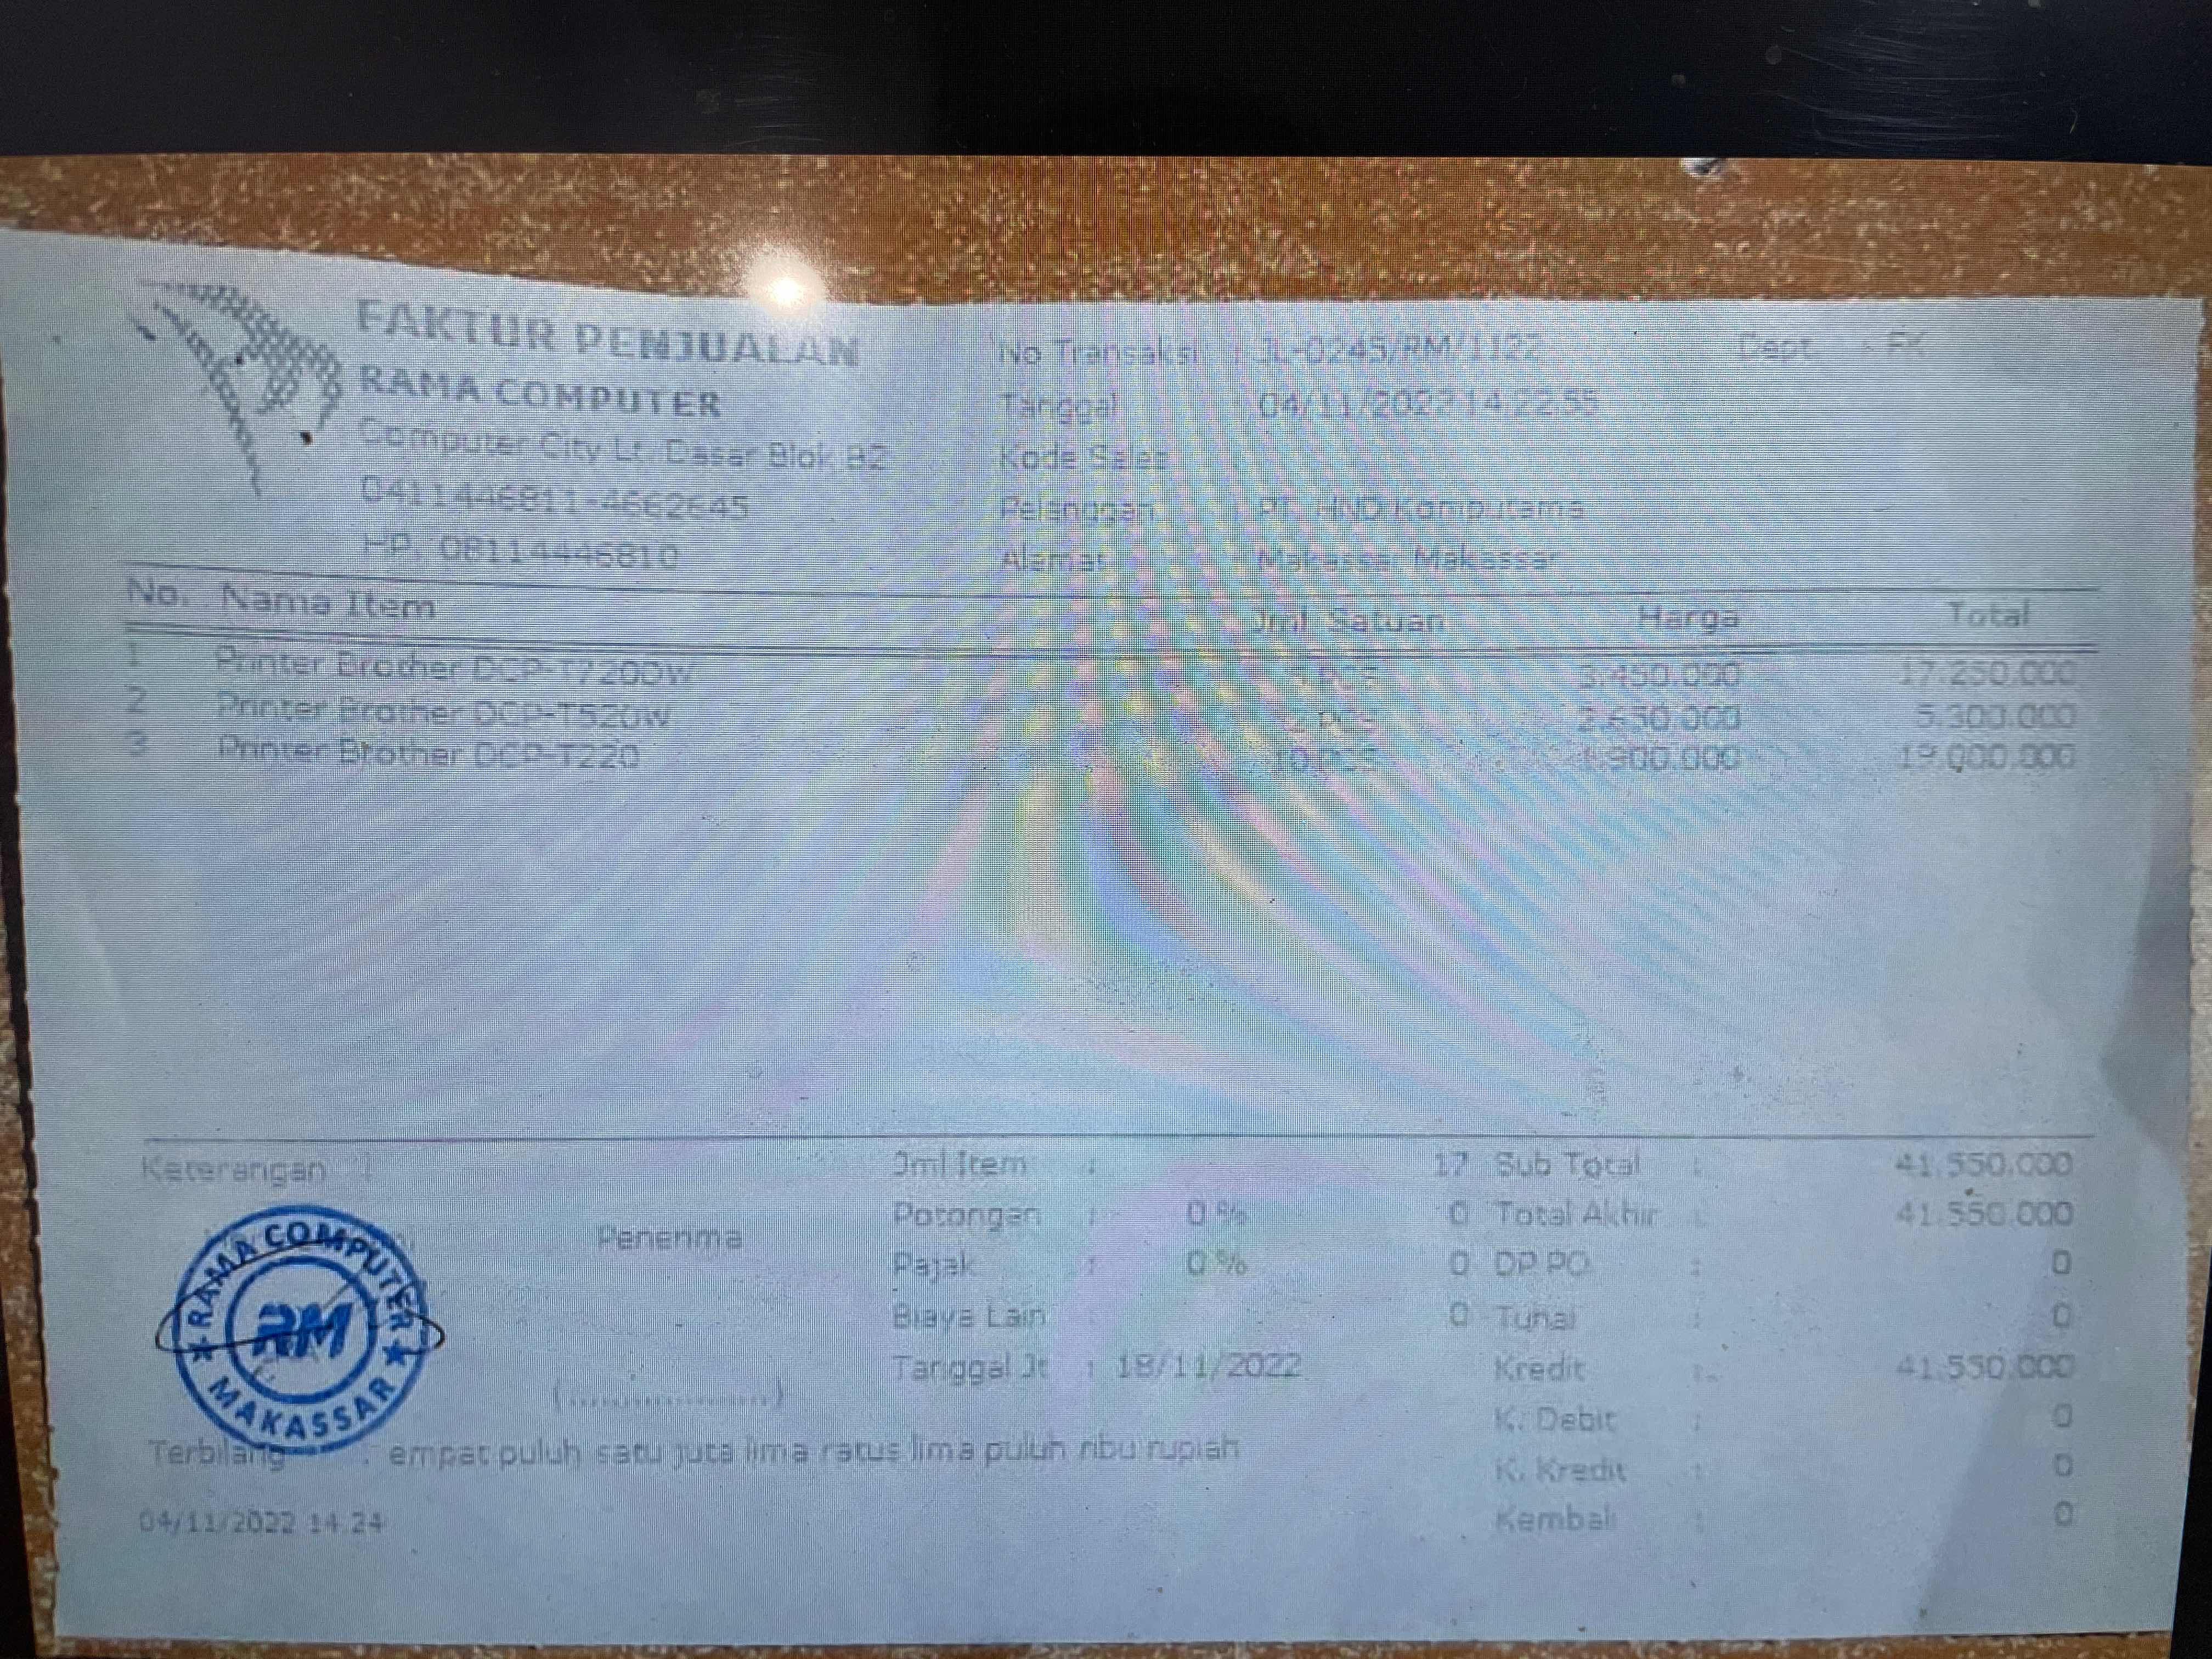 FAKTUR PENJUALAN
RAMA COMPUTER
Computer City Lt. Dasar Blok B2
0411446811-4662645
HP. 08114446810
No Transaksi : JL-0245/RM/1122 Dept. : FK
Tanggal 04/11/2022 14:22:55
Kode Sales
Pelanggan : PT. HND Komputama
Alamat : Makassar Makassar
No. Nama Item Jml Satuan Harga Total
1 Printer Brother DCP-T720DW 5 PCS 3.450.000 17.250.000
2 Printer Brother DCP-T520W 2 PCS 2.650.000 5.300.000
3 Printer Brother DCP-T220 10 PCS 1.900.000 19.000.000
Keterangan :
Penerima
(....................)
Jml Item : 17
Potongan : 0 % 0
Pajak : 0 % 0
Biaya Lain 0
Tanggal Jt : 18/11/2022
Sub Total : 41.550.000
Total Akhir : 41.550.000
DP PO : 0
Tunai : 0
Kredit : 41.550.000
K. Debit : 0
K. Kredit : 0
Kembali : 0
RAMA COMPUTER
RM
MAKASSAR
Terbilang : empat puluh satu juta lima ratus lima puluh ribu rupiah
04/11/2022 14:24